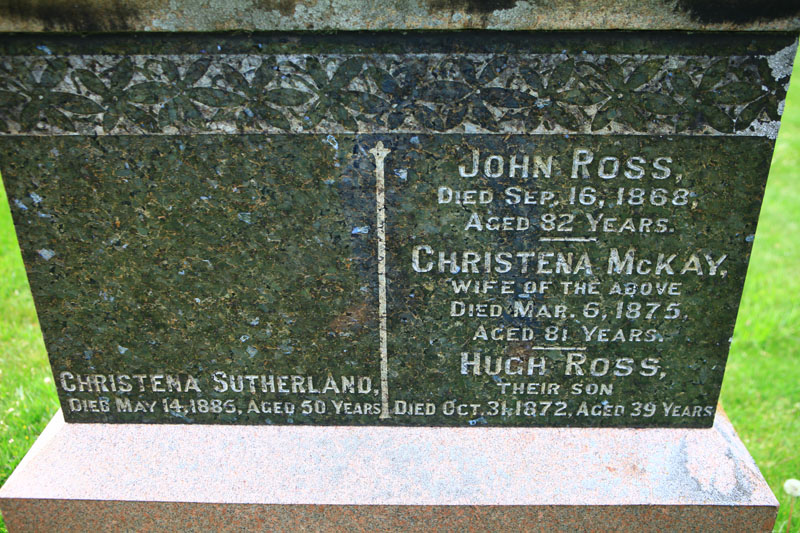 JOHN ROSS,
DIED SEP. 16, 1868,
AGED 82 YEARS.
CHRISTENA McKAY,
WIFE OF THE ABOVE
DIED MAR. 6, 1875,
AGED 81 YEARS.
HUGH ROSS,
THEIR SON
DIED OCT. 31, 1872, AGED 39 YEARS
CHRISTENA SUTHERLAND,
DIED MAY 14, 1885, AGED 50 YEARS